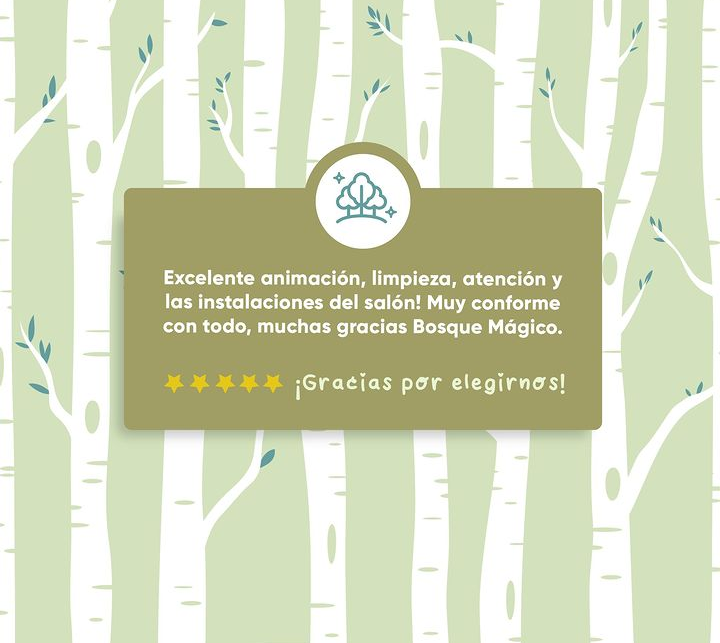 Excelente animación, limpieza, atención y
las instalaciones del salón! Muy conforme
con todo, muchas gracias Bosque Mágico.
¡Gracias por elegirnos!